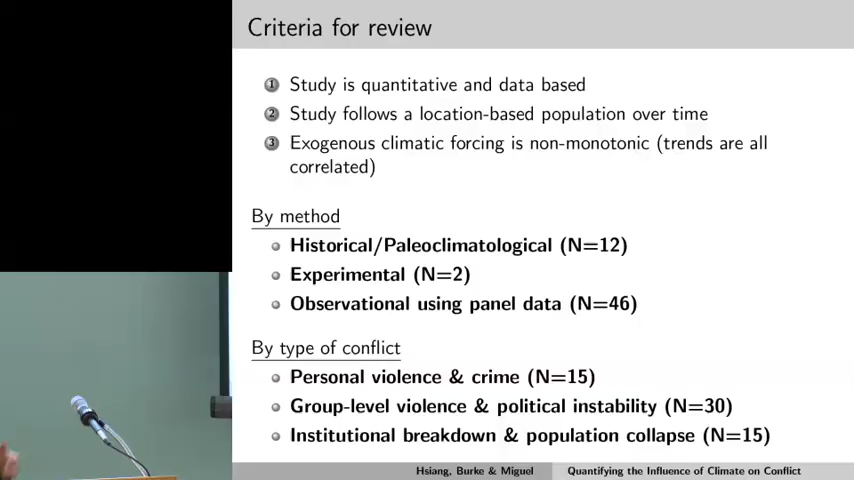 Criteria for review
1 Study is quantitative and data based
2 Study follows a location-based population over time
3 Exogenous climatic forcing is non-monotonic (trends are all
correlated)
By method
Historical/Paleoclimatological (N=12)
Experimental (N=2)
Observational using panel data (N=46)
By type of conflict
Personal violence & crime (N=15)
Group-level violence & political instability (N=30)
Institutional breakdown & population collapse (N=15)
Hsiang, Burke & Miguel Quantifying the Influence of Climate on Conflict